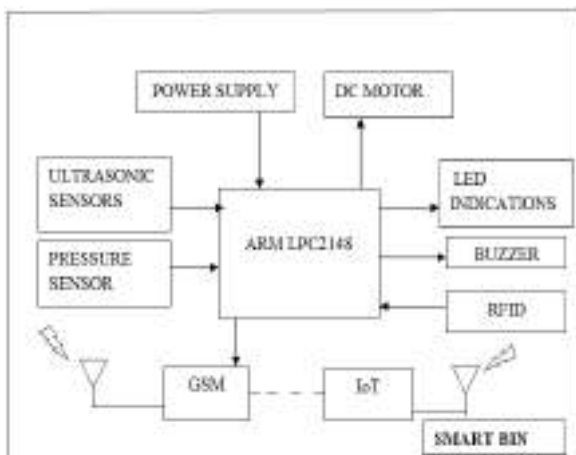 POWER SUPPLY
DC MOTOR
ULTRASONIC
SENSORS
LED
INDICATIONS
ARM LPC2148
PRESSURE
SENSOR
BUZZER
RFID
GSM
IoT
SMART BIN